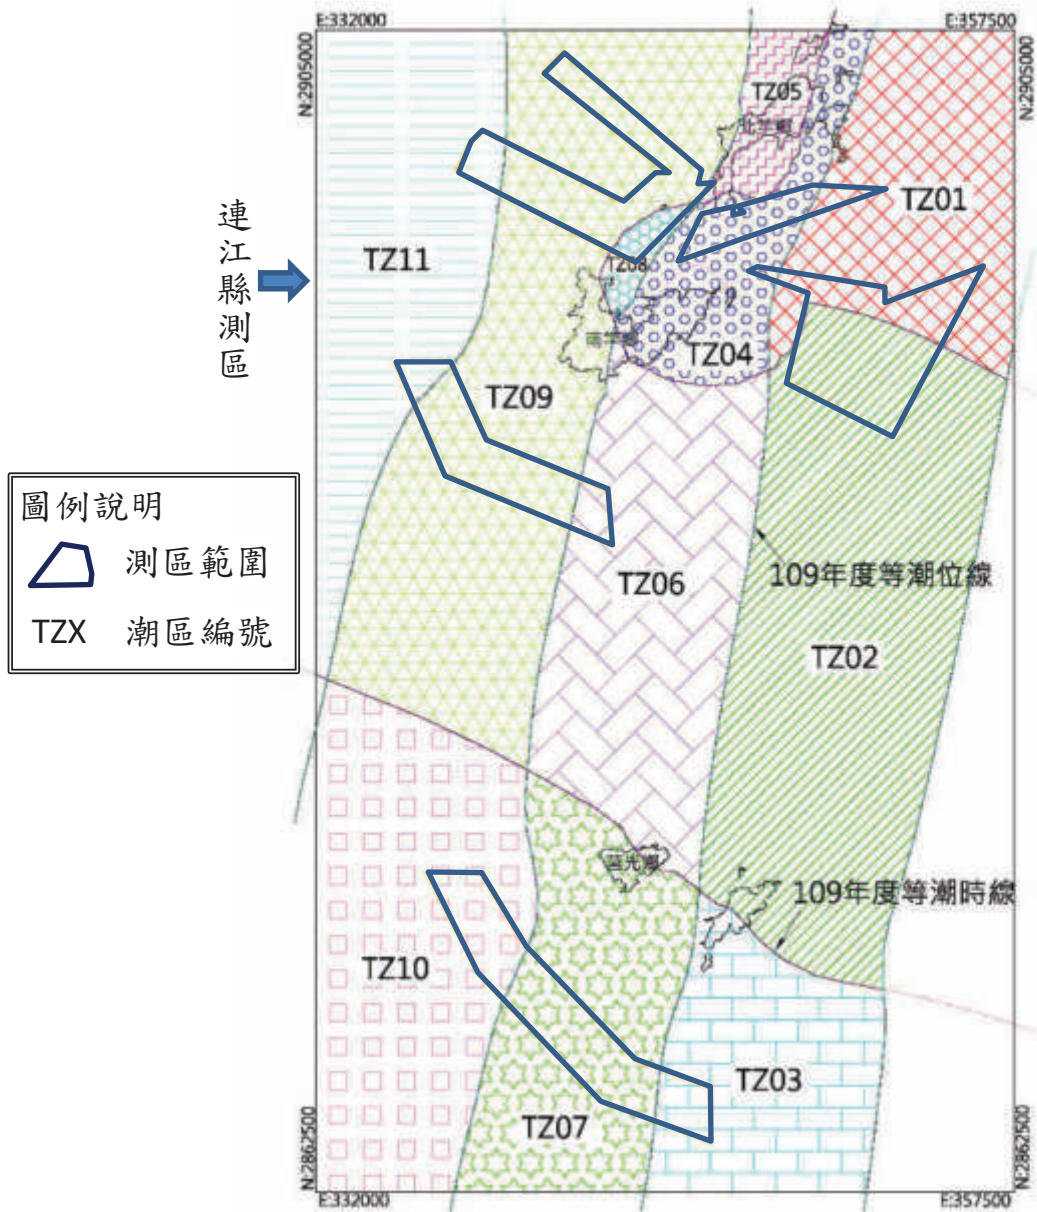 E:332000
E:357500
N:2905000
N:2905000
TZ05
北竿鄉
TZ01
連江縣測區
TZ11
TZ08
南竿鄉
TZ04
TZ09
圖例說明
測區範圍
TZX 潮區編號
TZ06
109年度等潮位線
TZ02
莒光鄉
109年度等潮時線
TZ10
TZ03
TZ07
N:2862500
N:2862500
E:332000
E:357500